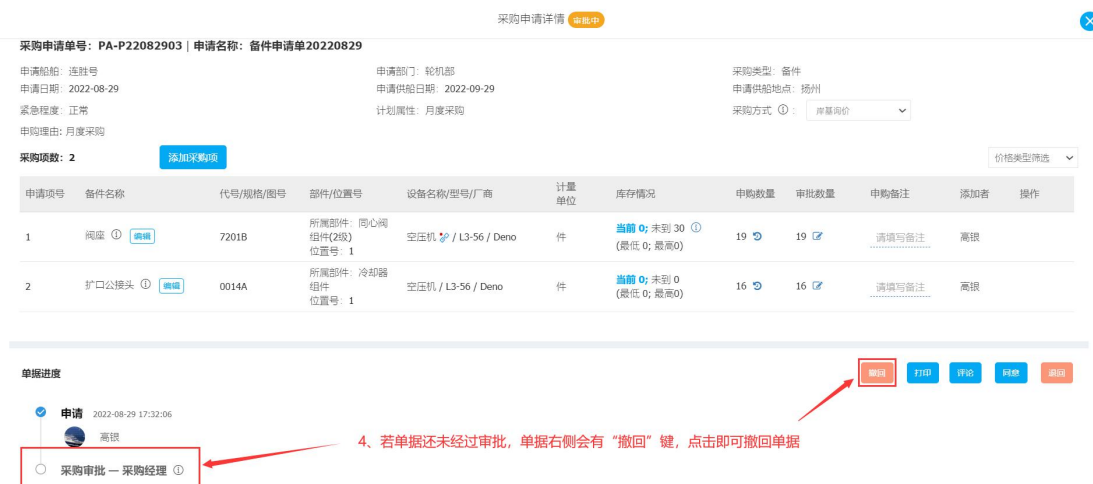 采购申请详情 审批中
采购申请单号：PA-P22082903 | 申请名称：备件申请单20220829
申请船舶：连胜号 申请部门：轮机部 采购类型：备件
申请日期：2022-08-29 申请供船日期：2022-09-29 申请供船地点：扬州
紧急程度：正常 计划属性：月度采购 采购方式 ：岸基询价
申购理由：月度采购
采购项数：2 添加采购项 价格类型筛选
申请项号 备件名称 代号/规格/图号 部件/位置号 设备名称/型号/厂商 计量单位 库存情况 申购数量 审批数量 申购备注 添加者 操作
1 阀座 编辑 7201B 所属部件：同心阀组件(2级) 位置号：1 空压机 / L3-56 / Deno 件 当前 0; 未到 30 (最低 0; 最高0) 19 19 请填写备注 高银
2 扩口公接头 编辑 0014A 所属部件：冷却器组件 位置号：1 空压机 / L3-56 / Deno 件 当前 0; 未到 0 (最低 0; 最高0) 16 16 请填写备注 高银
单据进度 撤回 打印 评论 同意 退回
申请 2022-08-29 17:32:06
高银
4、若单据还未经过审批，单据右侧会有“撤回”键，点击即可撤回单据
采购审批 — 采购经理